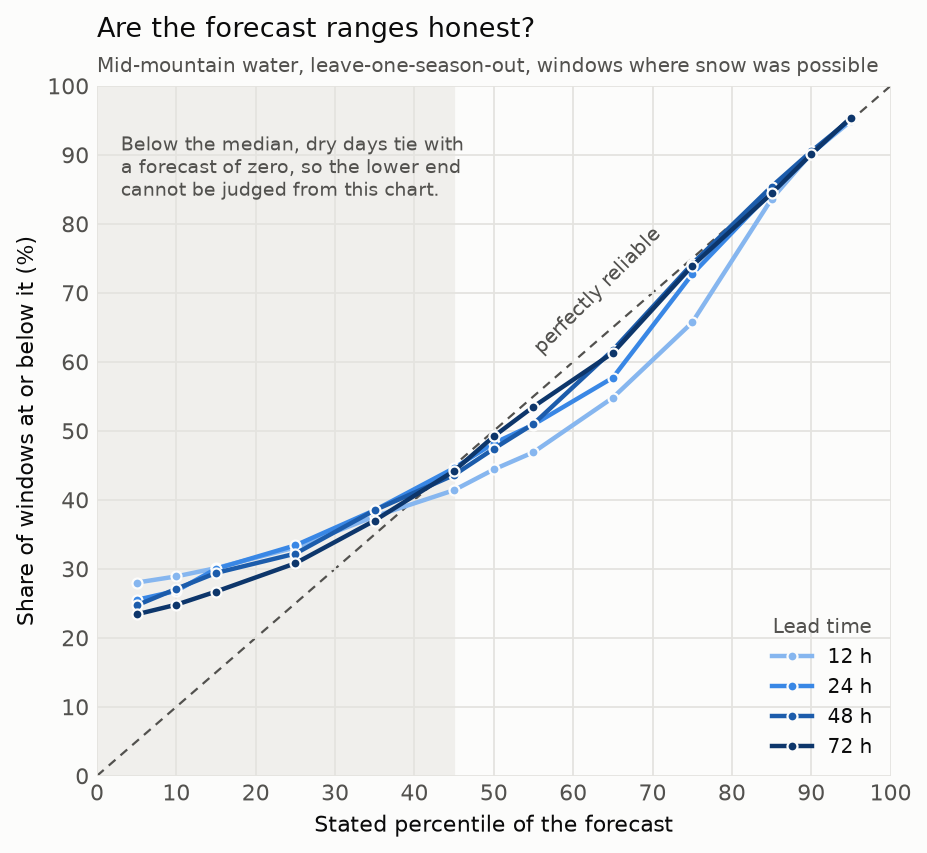 Are the forecast ranges honest?
Mid-mountain water, leave-one-season-out, windows where snow was possible
100
90
80
70
60
50
40
30
20
10
0
Share of windows at or below it (%)
Below the median, dry days tie with
a forecast of zero, so the lower end
cannot be judged from this chart.
perfectly reliable
Lead time
12 h
24 h
48 h
72 h
0 10 20 30 40 50 60 70 80 90 100
Stated percentile of the forecast